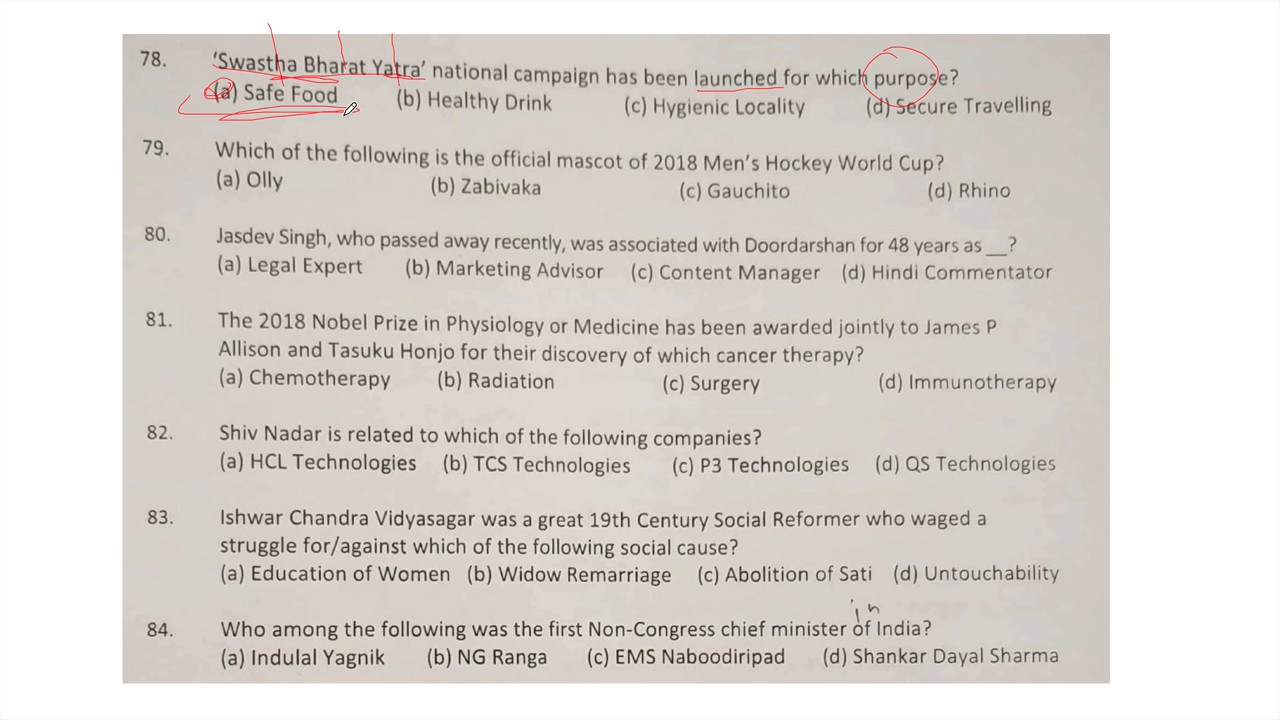 78. 'Swastha Bharat Yatra' national campaign has been launched for which purpose?
(a) Safe Food (b) Healthy Drink (c) Hygienic Locality (d) Secure Travelling
79. Which of the following is the official mascot of 2018 Men's Hockey World Cup?
(a) Olly (b) Zabivaka (c) Gauchito (d) Rhino
80. Jasdev Singh, who passed away recently, was associated with Doordarshan for 48 years as __?
(a) Legal Expert (b) Marketing Advisor (c) Content Manager (d) Hindi Commentator
81. The 2018 Nobel Prize in Physiology or Medicine has been awarded jointly to James P
Allison and Tasuku Honjo for their discovery of which cancer therapy?
(a) Chemotherapy (b) Radiation (c) Surgery (d) Immunotherapy
82. Shiv Nadar is related to which of the following companies?
(a) HCL Technologies (b) TCS Technologies (c) P3 Technologies (d) QS Technologies
83. Ishwar Chandra Vidyasagar was a great 19th Century Social Reformer who waged a
struggle for/against which of the following social cause?
(a) Education of Women (b) Widow Remarriage (c) Abolition of Sati (d) Untouchability
in
84. Who among the following was the first Non-Congress chief minister of India?
(a) Indulal Yagnik (b) NG Ranga (c) EMS Naboodiripad (d) Shankar Dayal Sharma